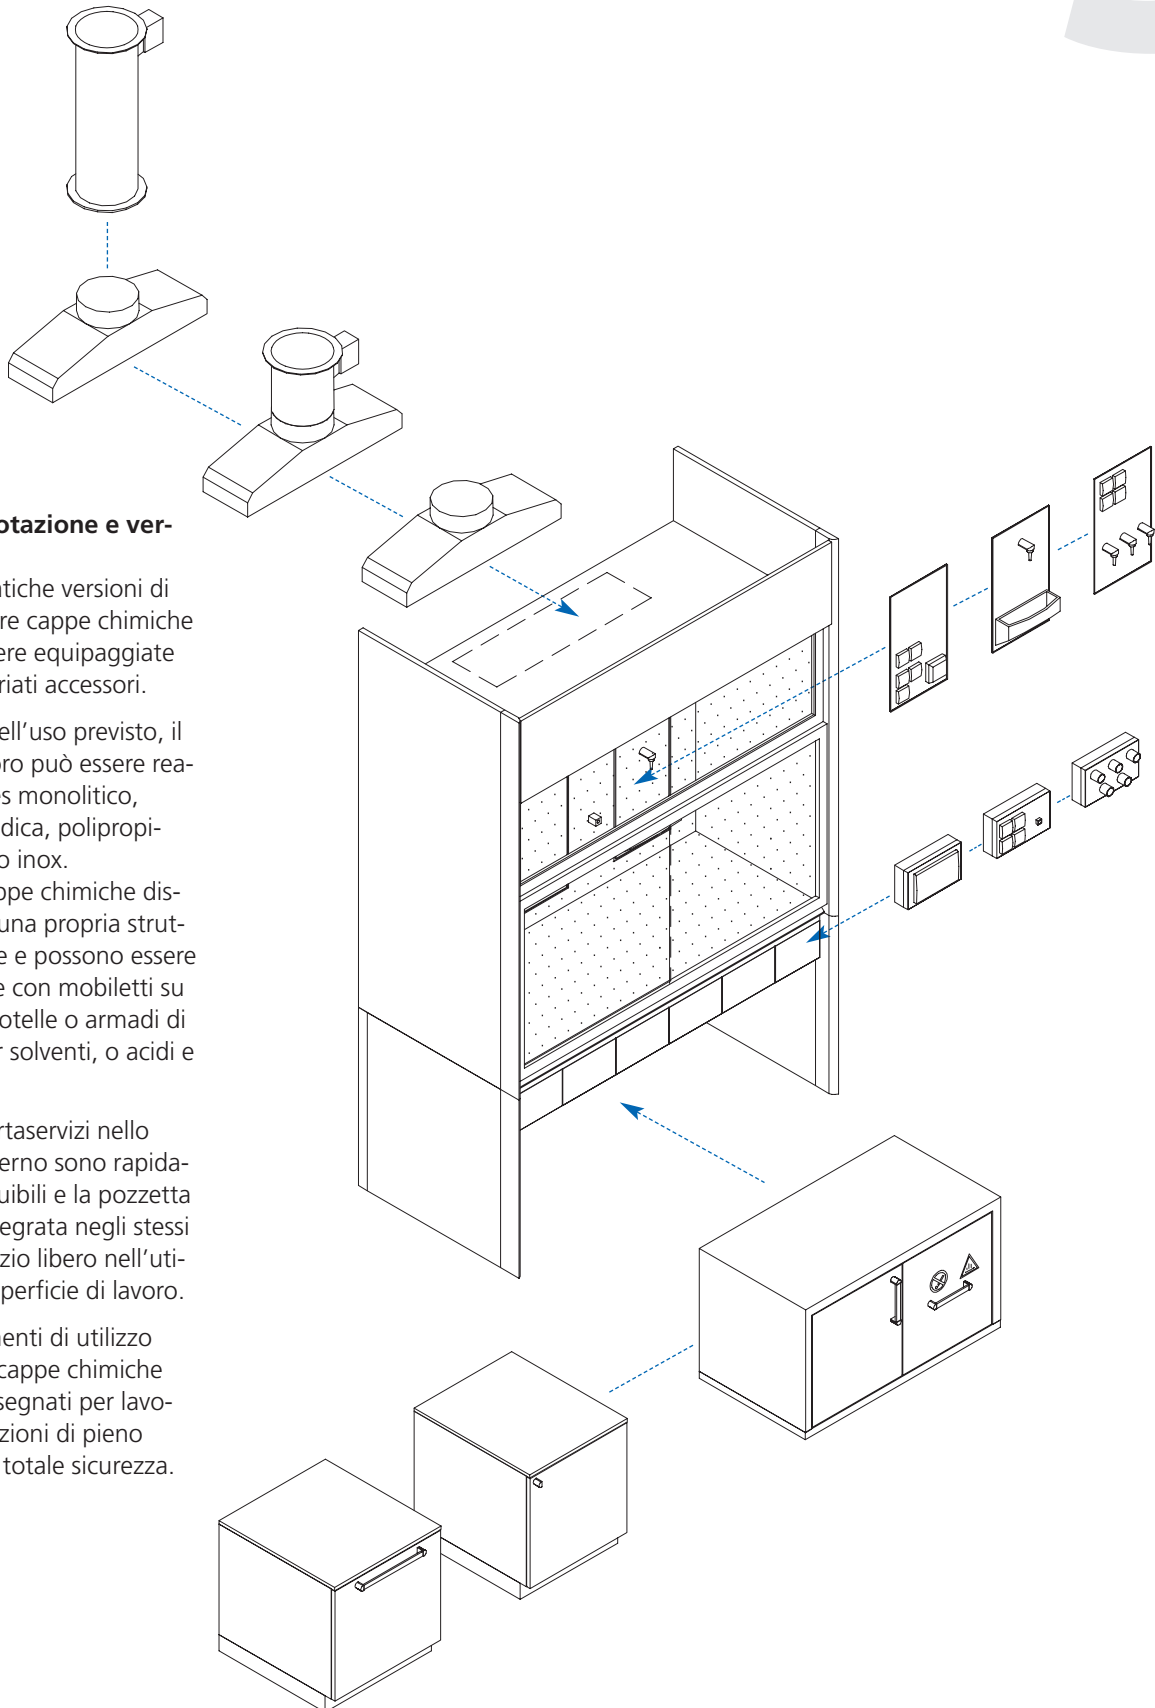 otazione e ver-
tiche versioni di
re cappe chimiche
ere equipaggiate
riati accessori.
ell’uso previsto, il
oro può essere rea-
es monolitico,
dica, polipropi-
o inox.
ppe chimiche dis-
una propria strut-
e e possono essere
e con mobiletti su
otelle o armadi di
r solventi, o acidi e
rtaservizi nello
erno sono rapida-
uibili e la pozzetta
egrata negli stessi
zio libero nell’uti-
perficie di lavoro.
enti di utilizzo
cappe chimiche
segnati per lavo-
zioni di pieno
totale sicurezza.